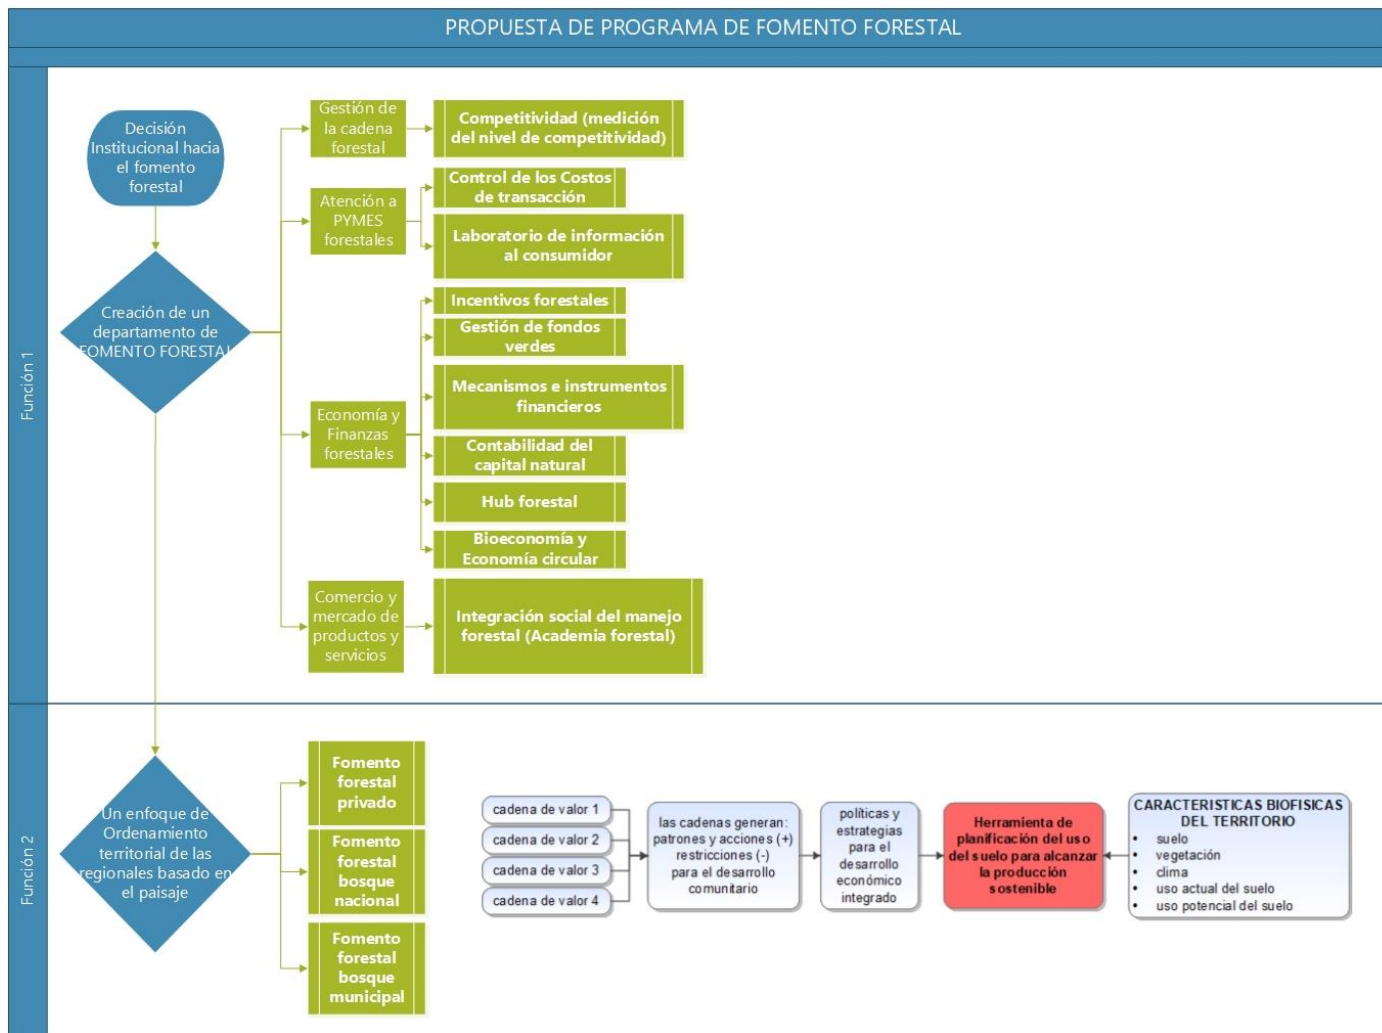 PROPUESTA DE PROGRAMA DE FOMENTO FORESTAL
Función 1
Decisión
Institucional hacia
el fomento
forestal
Creación de un
departamento de
FOMENTO FORESTAL
Gestión de
la cadena
forestal
Competitividad (medición
del nivel de competitividad)
Atención a
PYMES
forestales
Control de los Costos
de transacción
Laboratorio de información
al consumidor
Economía y
Finanzas
forestales
Incentivos forestales
Gestión de fondos
verdes
Mecanismos e instrumentos
financieros
Contabilidad del
capital natural
Hub forestal
Bioeconomía y
Economía circular
Comercio y
mercado de
productos y
servicios
Integración social del manejo
forestal (Academia forestal)
Función 2
Un enfoque de
Ordenamiento
territorial de las
regionales basado en
el paisaje
Fomento
forestal
privado
Fomento
forestal
bosque
nacional
Fomento
forestal
bosque
municipal
cadena de valor 1
cadena de valor 2
cadena de valor 3
cadena de valor 4
las cadenas generan:
patrones y acciones (+)
restricciones (-)
para el desarrollo
comunitario
políticas y
estrategias
para el
desarrollo
económico
integrado
Herramienta de
planificación del uso
del suelo para alcanzar
la producción
sostenible
CARACTERISTICAS BIOFISICAS
DEL TERRITORIO
• suelo
• vegetación
• clima
• uso actual del suelo
• uso potencial del suelo